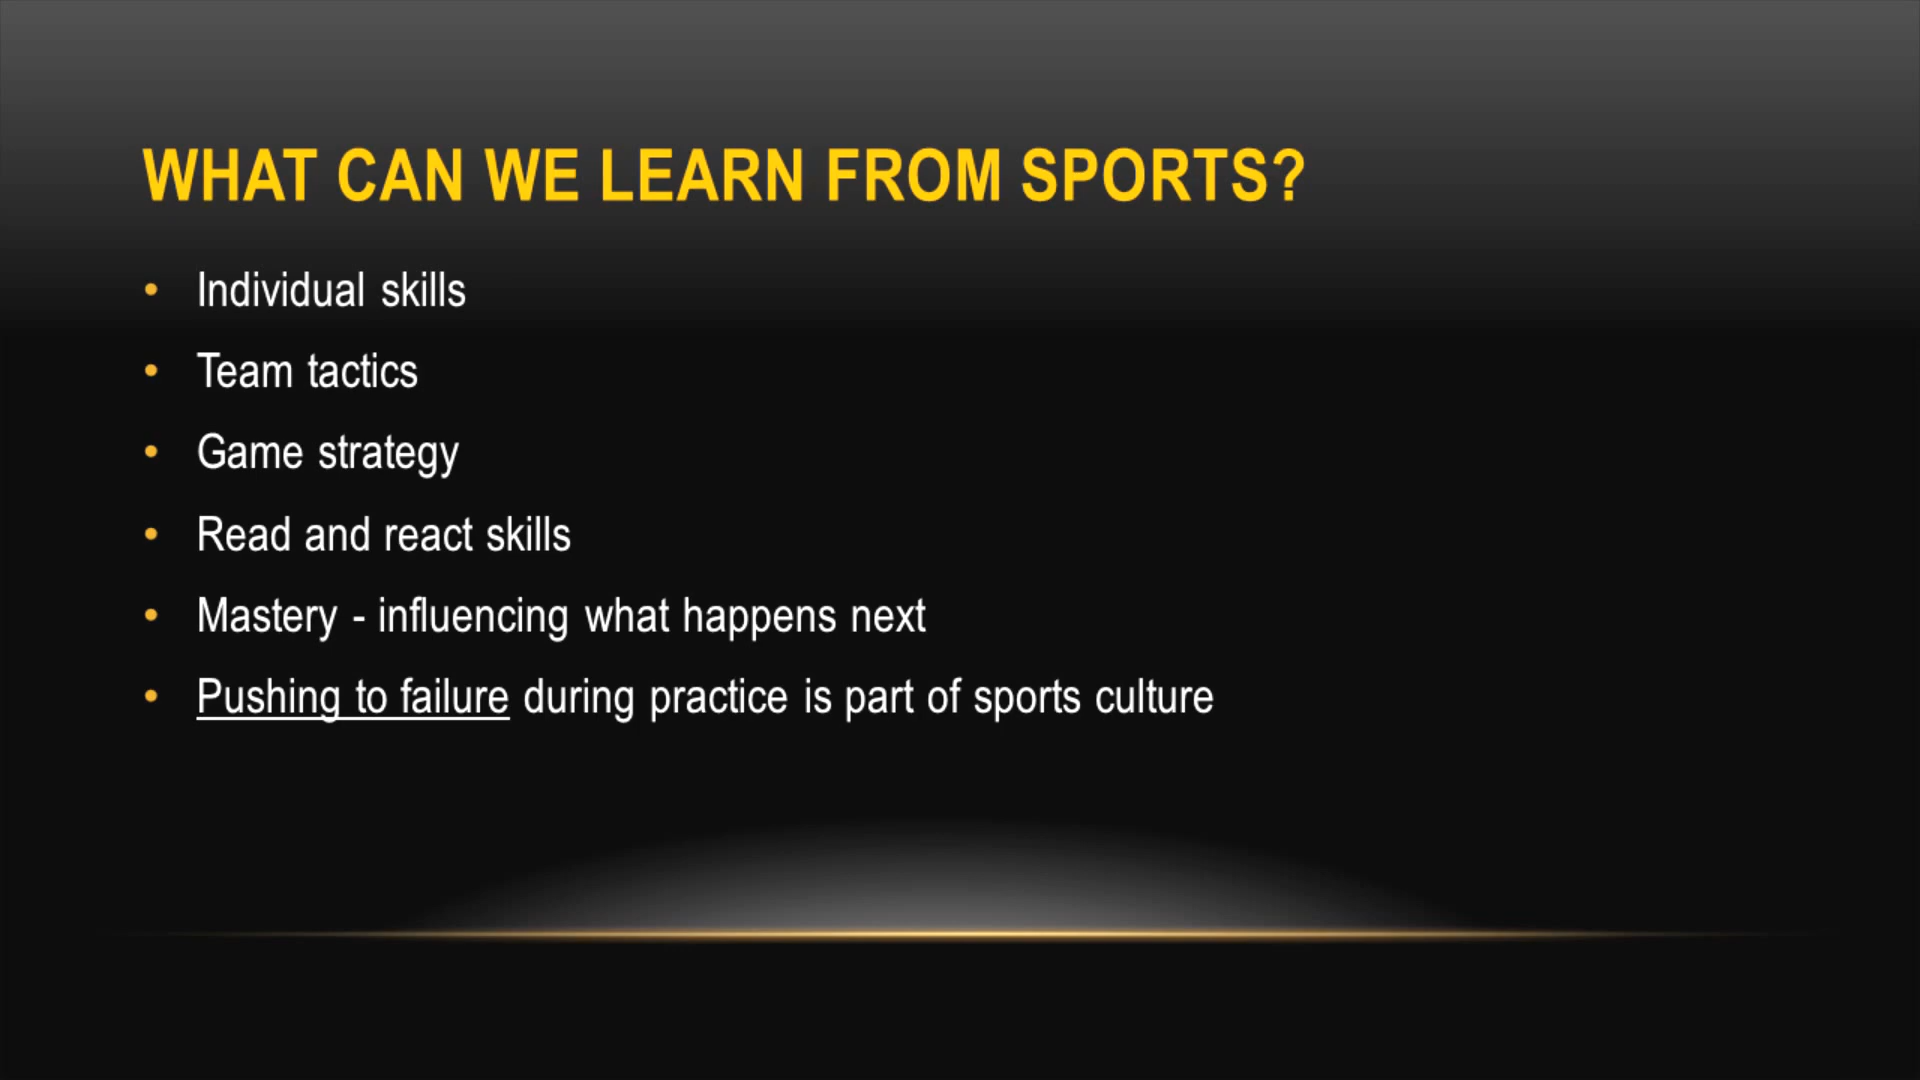 WHAT CAN WE LEARN FROM SPORTS?
• Individual skills
• Team tactics
• Game strategy
• Read and react skills
• Mastery - influencing what happens next
• Pushing to failure during practice is part of sports culture